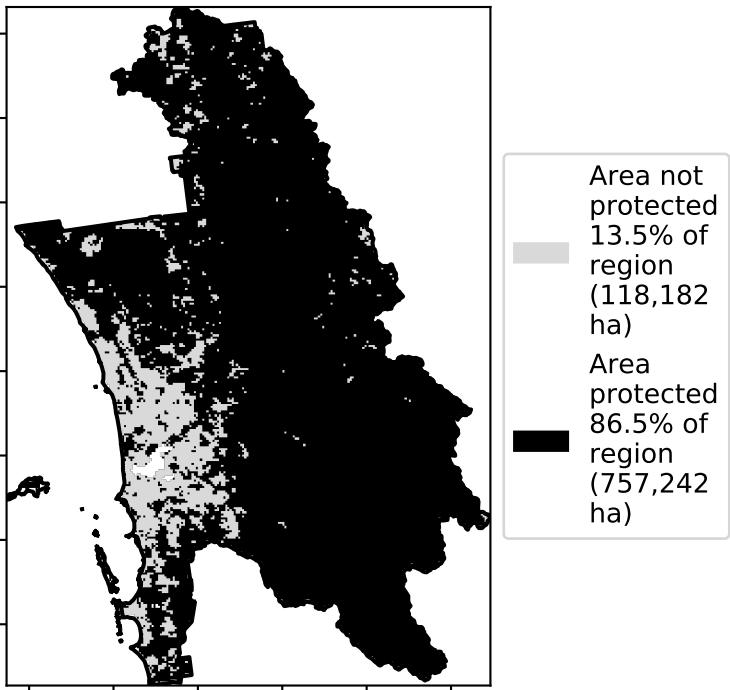 Area not
protected
13.5% of
region
(118,182
ha)
Area
protected
86.5% of
region
(757,242
ha)